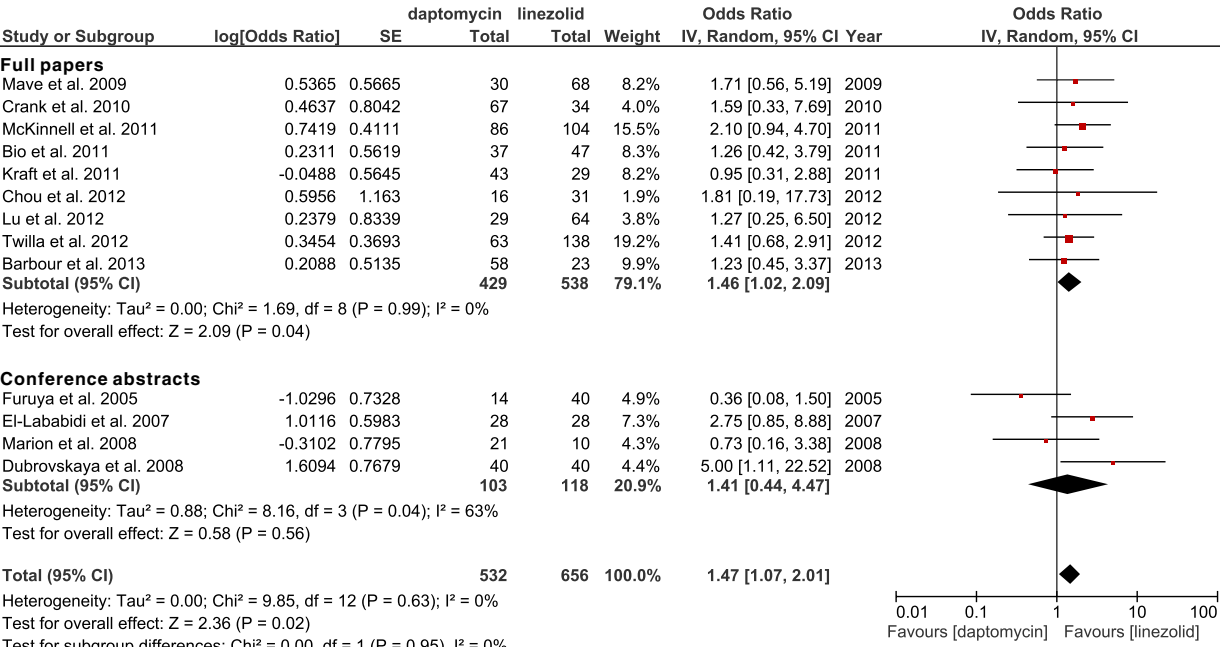 daptomycin linezolid Odds Ratio Odds Ratio
Study or Subgroup log[Odds Ratio] SE Total Total Weight IV, Random, 95% CI Year IV, Random, 95% CI
Full papers
Mave et al. 2009 0.5365 0.5665 30 68 8.2% 1.71 [0.56, 5.19] 2009
Crank et al. 2010 0.4637 0.8042 67 34 4.0% 1.59 [0.33, 7.69] 2010
McKinnell et al. 2011 0.7419 0.4111 86 104 15.5% 2.10 [0.94, 4.70] 2011
Bio et al. 2011 0.2311 0.5619 37 47 8.3% 1.26 [0.42, 3.79] 2011
Kraft et al. 2011 -0.0488 0.5645 43 29 8.2% 0.95 [0.31, 2.88] 2011
Chou et al. 2012 0.5956 1.163 16 31 1.9% 1.81 [0.19, 17.73] 2012
Lu et al. 2012 0.2379 0.8339 29 64 3.8% 1.27 [0.25, 6.50] 2012
Twilla et al. 2012 0.3454 0.3693 63 138 19.2% 1.41 [0.68, 2.91] 2012
Barbour et al. 2013 0.2088 0.5135 58 23 9.9% 1.23 [0.45, 3.37] 2013
Subtotal (95% CI) 429 538 79.1% 1.46 [1.02, 2.09]
Heterogeneity: Tau² = 0.00; Chi² = 1.69, df = 8 (P = 0.99); I² = 0%
Test for overall effect: Z = 2.09 (P = 0.04)
Conference abstracts
Furuya et al. 2005 -1.0296 0.7328 14 40 4.9% 0.36 [0.08, 1.50] 2005
El-Lababidi et al. 2007 1.0116 0.5983 28 28 7.3% 2.75 [0.85, 8.88] 2007
Marion et al. 2008 -0.3102 0.7795 21 10 4.3% 0.73 [0.16, 3.38] 2008
Dubrovskaya et al. 2008 1.6094 0.7679 40 40 4.4% 5.00 [1.11, 22.52] 2008
Subtotal (95% CI) 103 118 20.9% 1.41 [0.44, 4.47]
Heterogeneity: Tau² = 0.88; Chi² = 8.16, df = 3 (P = 0.04); I² = 63%
Test for overall effect: Z = 0.58 (P = 0.56)
Total (95% CI) 532 656 100.0% 1.47 [1.07, 2.01]
Heterogeneity: Tau² = 0.00; Chi² = 9.85, df = 12 (P = 0.63); I² = 0%
Test for overall effect: Z = 2.36 (P = 0.02)
Test for subgroup differences: Chi² = 0.00, df = 1 (P = 0.95), I² = 0%
0.01 0.1 1 10 100
Favours [daptomycin] Favours [linezolid]